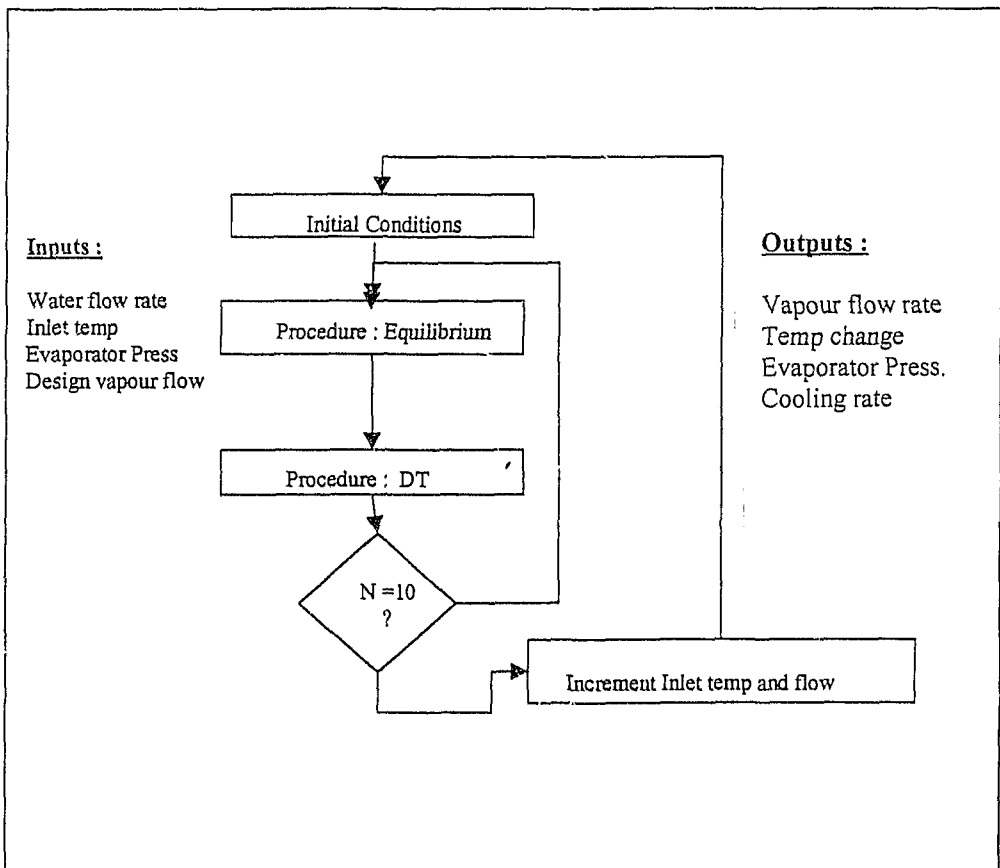 Initial Conditions
Inputs :
Water flow rate
Inlet temp
Evaporator Press
Design vapour flow
Procedure : Equilibrium
Procedure : DT
N =10
?
Increment Inlet temp and flow
Outputs :
Vapour flow rate
Temp change
Evaporator Press.
Cooling rate